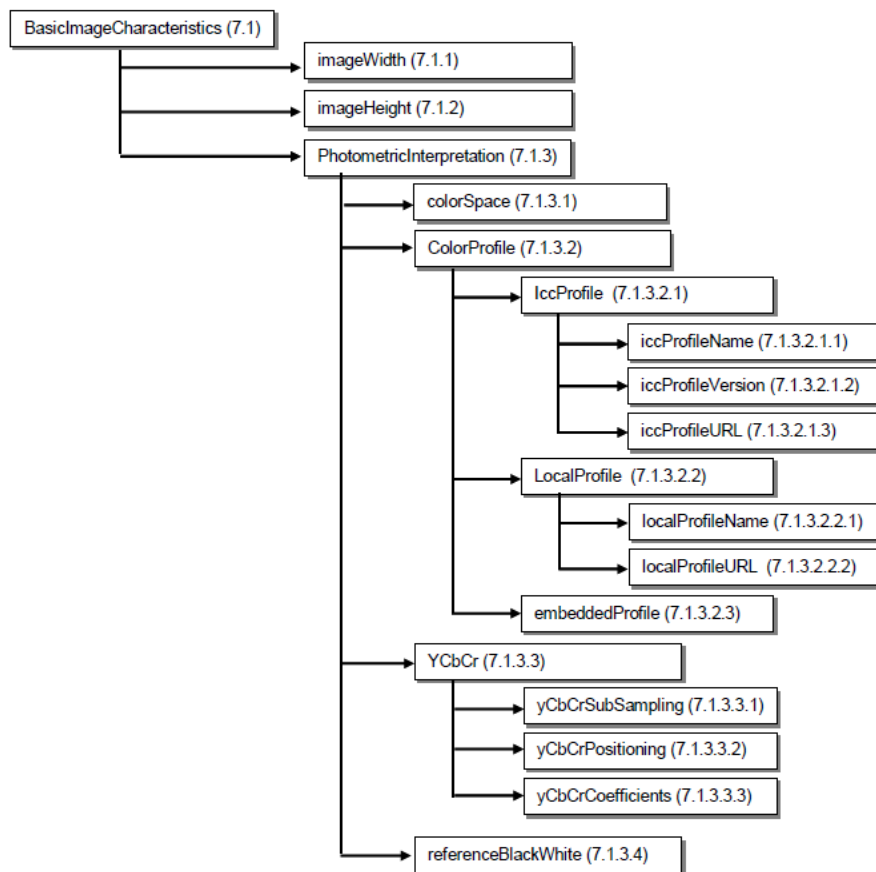 BasicImageCharacteristics (7.1)
imageWidth (7.1.1)
imageHeight (7.1.2)
PhotometricInterpretation (7.1.3)
colorSpace (7.1.3.1)
ColorProfile (7.1.3.2)
IccProfile (7.1.3.2.1)
iccProfileName (7.1.3.2.1.1)
iccProfileVersion (7.1.3.2.1.2)
iccProfileURL (7.1.3.2.1.3)
LocalProfile (7.1.3.2.2)
localProfileName (7.1.3.2.2.1)
localProfileURL (7.1.3.2.2.2)
embeddedProfile (7.1.3.2.3)
YCbCr (7.1.3.3)
yCbCrSubSampling (7.1.3.3.1)
yCbCrPositioning (7.1.3.3.2)
yCbCrCoefficients (7.1.3.3.3)
referenceBlackWhite (7.1.3.4)